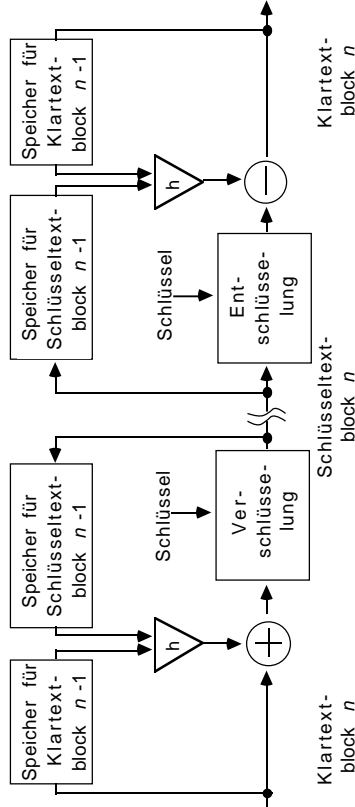 Speicher für
Klartext-
block n -1
Speicher für
Schlüsseltext-
block n -1
Speicher für
Schlüsseltext-
block n -1
Speicher für
Klartext-
block n -1
h
h
Schlüssel
Schlüssel
+
Ver-
schlüsse-
lung
Ent-
schlüsse-
lung
−
Klartext-
block n
Schlüsseltext-
block n
Klartext-
block n